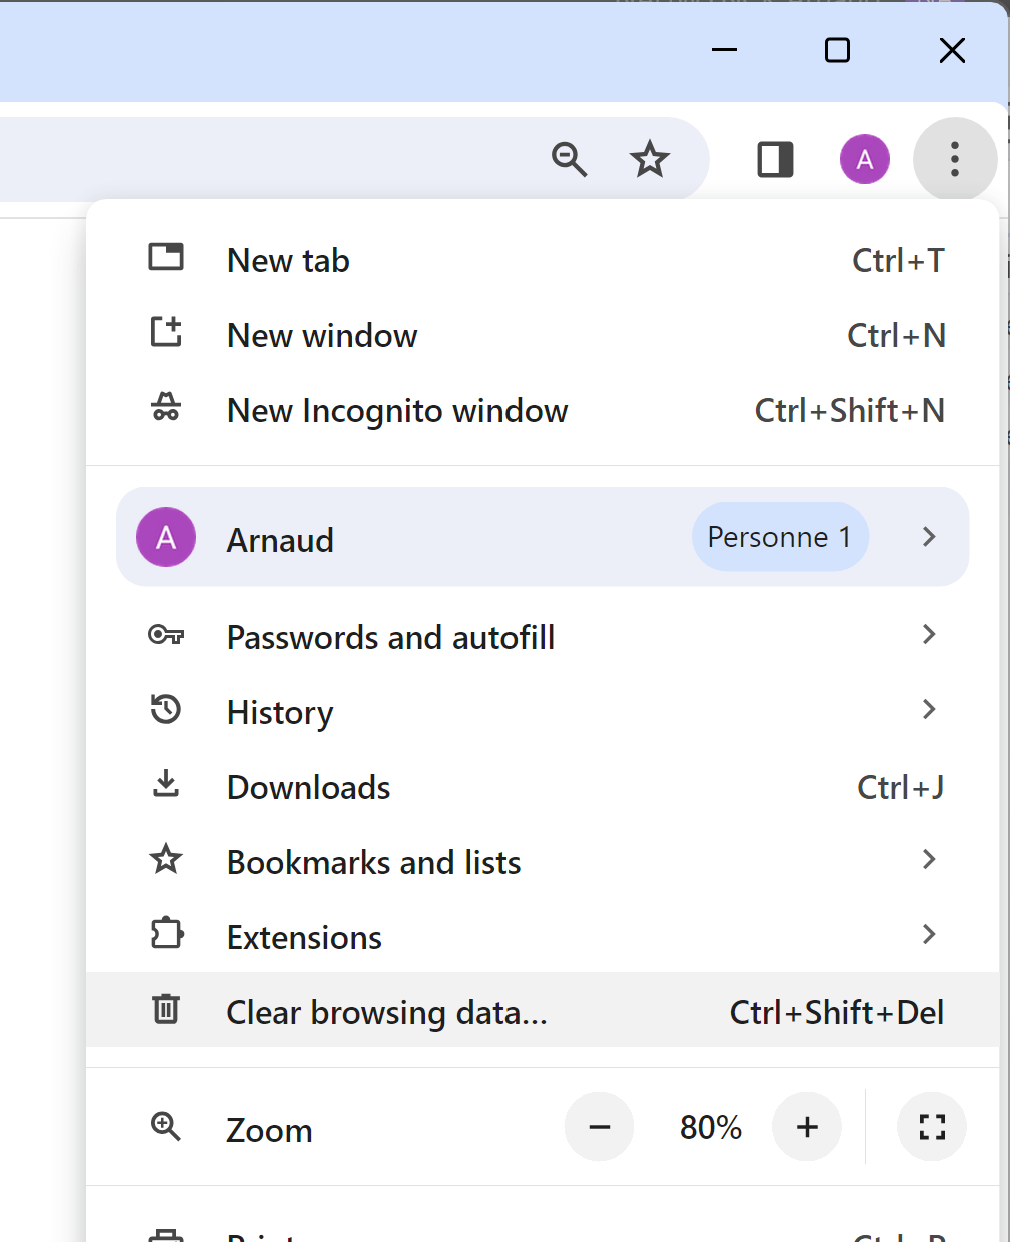 A
New tab Ctrl+T
New window Ctrl+N
New Incognito window Ctrl+Shift+N
A Arnaud Personne 1
Passwords and autofill
History
Downloads Ctrl+J
Bookmarks and lists
Extensions
Clear browsing data... Ctrl+Shift+Del
Zoom − 80% +